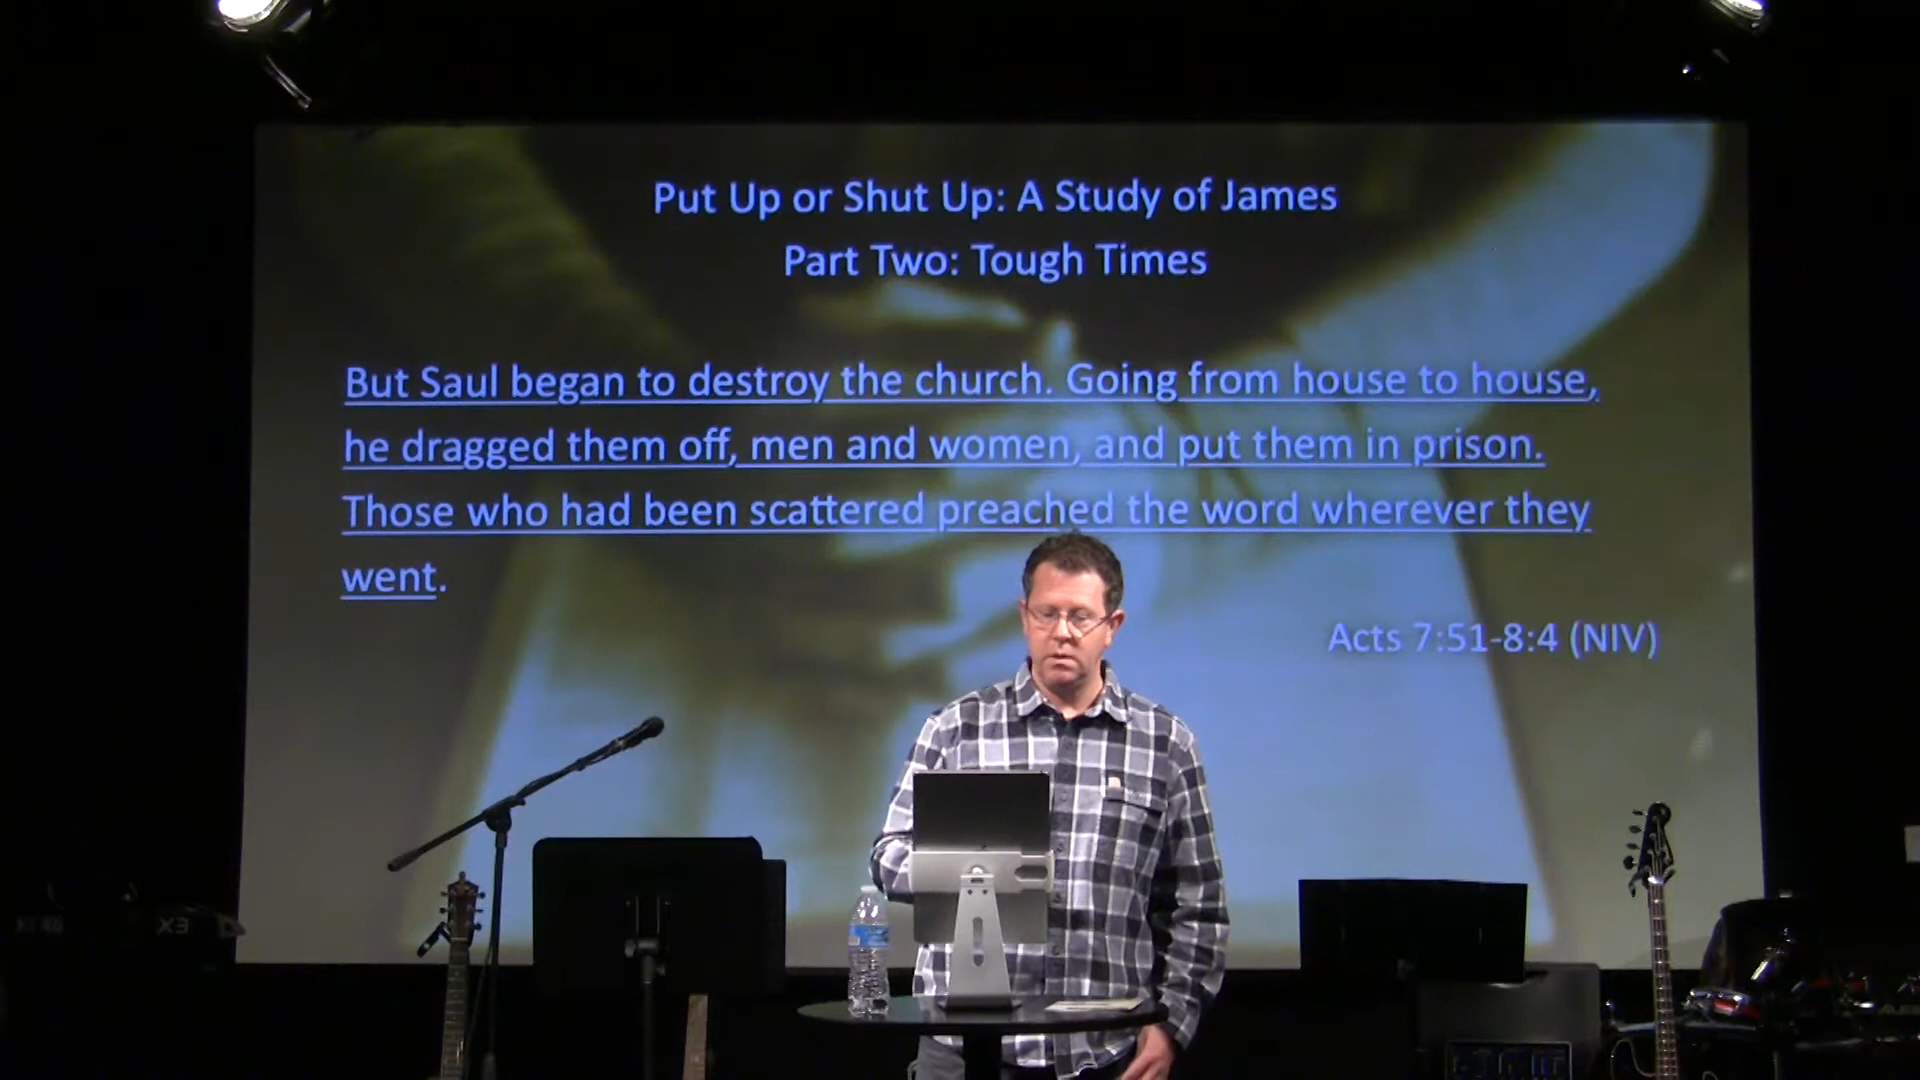 Put Up or Shut Up: A Study of James
Part Two: Tough Times
But Saul began to destroy the church. Going from house to house,
he dragged them off, men and women, and put them in prison.
Those who had been scattered preached the word wherever they
went.
Acts 7:51-8:4 (NIV)
X3